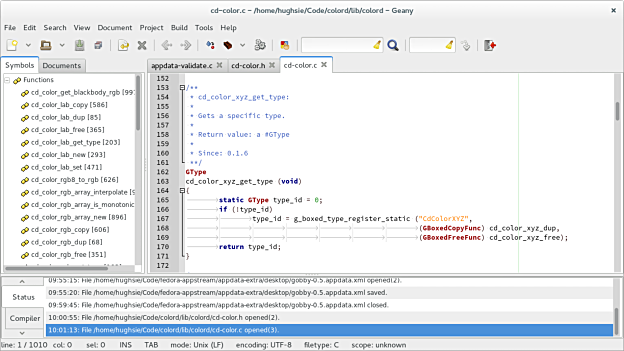 cd-color.c – /home/hughsie/Code/colord/lib/colord – Geany
File Edit Search View Document Project Build Tools Help
Symbols Documents
appdata-validate.c cd-color.h cd-color.c
Functions
cd_color_get_blackbody_rgb [991
cd_color_lab_copy [586]
cd_color_lab_dup [85]
cd_color_lab_free [365]
cd_color_lab_get_type [203]
cd_color_lab_new [293]
cd_color_lab_set [471]
cd_color_rgb8_to_rgb [626]
cd_color_rgb_array_interpolate [9
cd_color_rgb_array_is_monotonic
cd_color_rgb_array_new [896]
cd_color_rgb_copy [606]
cd_color_rgb_dup [68]
cd_color_rgb_free [351]
152
153 /**
154 * cd_color_xyz_get_type:
155 *
156 * Gets a specific type.
157 *
158 * Return value: a #GType
159 *
160 * Since: 0.1.6
161 **/
162 GType
163 cd_color_xyz_get_type (void)
164 {
165 static GType type_id = 0;
166 if (!type_id)
167 type_id = g_boxed_type_register_static ("CdColorXYZ",
168 (GBoxedCopyFunc) cd_color_xyz_dup,
169 (GBoxedFreeFunc) cd_color_xyz_free);
170 return type_id;
171 }
172
Status
Compiler
09:55:15: File /home/hughsie/Code/fedora-appstream/appdata-extra/desktop/gobby-0.5.appdata.xml opened(2).
09:55:20: File /home/hughsie/Code/fedora-appstream/appdata-extra/desktop/gobby-0.5.appdata.xml saved.
09:59:45: File /home/hughsie/Code/fedora-appstream/appdata-extra/desktop/gobby-0.5.appdata.xml closed.
10:00:55: File /home/hughsie/Code/colord/lib/colord/cd-color.h opened(2).
10:01:13: File /home/hughsie/Code/colord/lib/colord/cd-color.c opened(3).
line: 1 / 1010 col: 0 sel: 0 INS TAB mode: Unix (LF) encoding: UTF-8 filetype: C scope: unknown